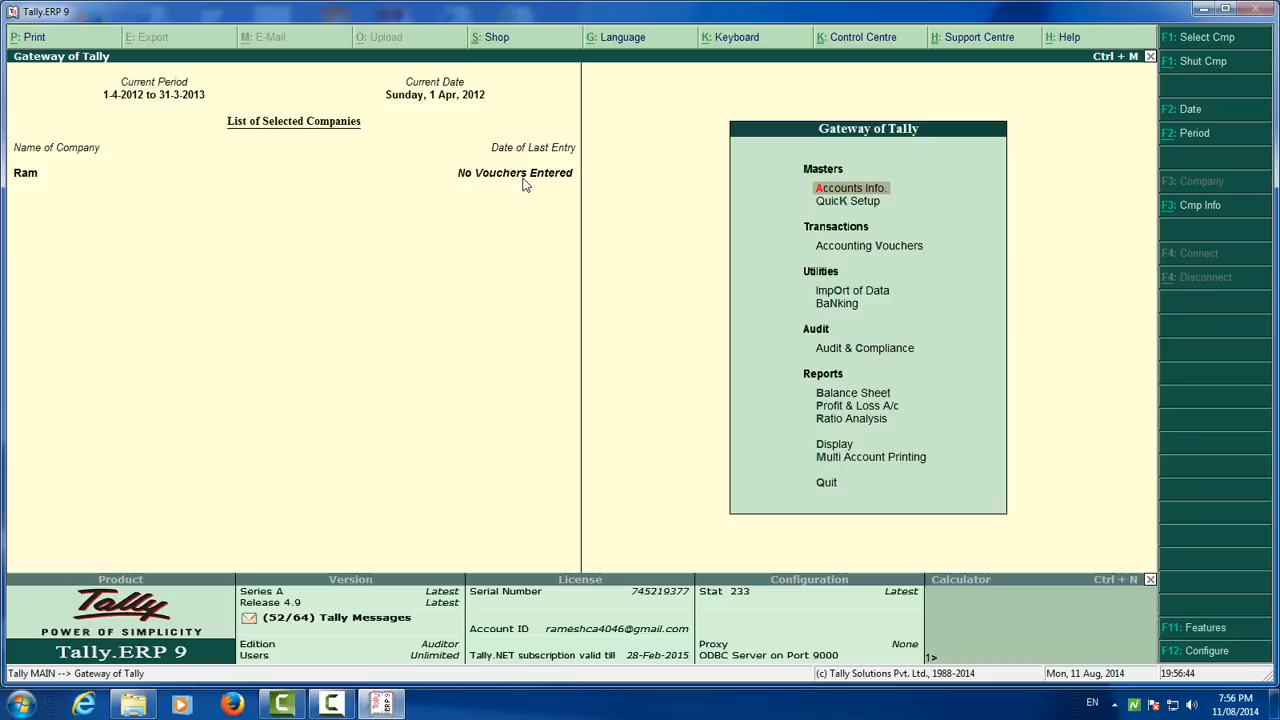 Tally.ERP 9
P: Print
E: Export
M: E-Mail
O: Upload
S: Shop
G: Language
K: Keyboard
K: Control Centre
H: Support Centre
H: Help
Gateway of Tally
Ctrl + M
Current Period
1-4-2012 to 31-3-2013
Current Date
Sunday, 1 Apr, 2012
List of Selected Companies
Name of Company
Date of Last Entry
Ram
No Vouchers Entered
Gateway of Tally
Masters
Accounts Info.
QuicK Setup
Transactions
Accounting Vouchers
Utilities
ImpOrt of Data
BaNking
Audit
Audit & Compliance
Reports
Balance Sheet
Profit & Loss A/c
Ratio Analysis
Display
Multi Account Printing
Quit
F1: Select Cmp
F1: Shut Cmp
F2: Date
F2: Period
F3: Company
F3: Cmp Info
F4: Connect
F4: Disconnect
F11: Features
F12: Configure
Product
Tally
POWER OF SIMPLICITY
Tally.ERP 9
Version
Series A Latest
Release 4.9 Latest
(52/64) Tally Messages
Edition Auditor
Users Unlimited
License
Serial Number 745219377
Account ID rameshca4046@gmail.com
Tally.NET subscription valid till 28-Feb-2015
Configuration
Stat 233 Latest
Proxy None
ODBC Server on Port 9000
Calculator Ctrl + N
1>
Tally MAIN --> Gateway of Tally
(c) Tally Solutions Pvt. Ltd., 1988-2014
Mon, 11 Aug, 2014
19:56:44
EN
7:56 PM
11/08/2014